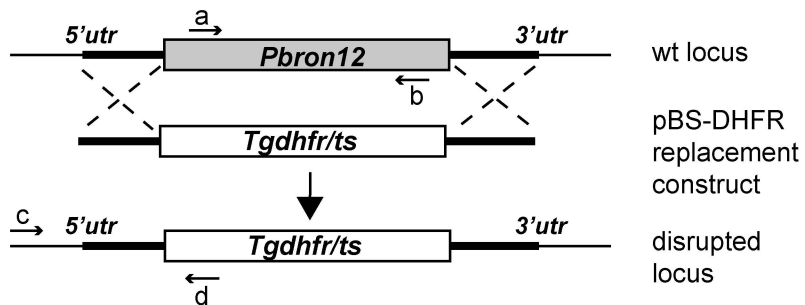 a
5'utr
3'utr
Pbron12
wt locus
b
pBS-DHFR
replacement
construct
Tgdhfr/ts
c
5'utr
3'utr
Tgdhfr/ts
disrupted
locus
d